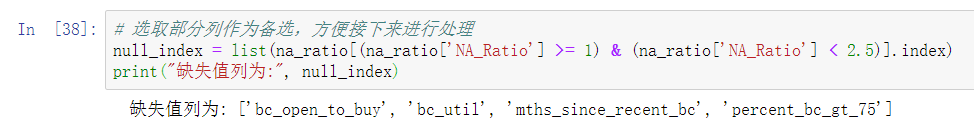 In [38]: # 选取部分列作为备选，方便接下来进行处理
null_index = list(na_ratio[(na_ratio['NA_Ratio'] >= 1) & (na_ratio['NA_Ratio'] < 2.5)].index)
print("缺失值列为:", null_index)
缺失值列为: ['bc_open_to_buy', 'bc_util', 'mths_since_recent_bc', 'percent_bc_gt_75']